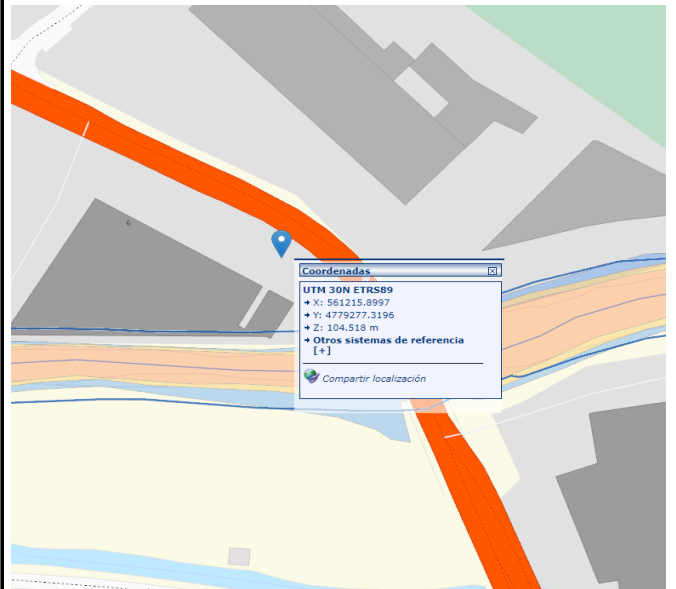 6
Coordenadas
UTM 30N ETRS89
X: 561215.8997
Y: 4779277.3196
Z: 104.518 m
Otros sistemas de referencia
[+]
Compartir localización